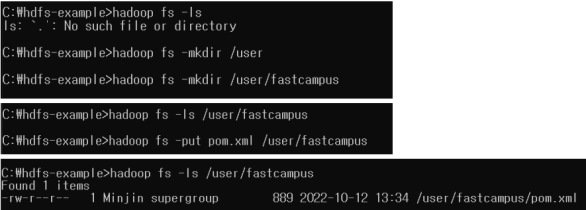 C:₩hdfs-example>hadoop fs -ls
ls: `.': No such file or directory
C:₩hdfs-example>hadoop fs -mkdir /user
C:₩hdfs-example>hadoop fs -mkdir /user/fastcampus
C:₩hdfs-example>hadoop fs -ls /user/fastcampus
C:₩hdfs-example>hadoop fs -put pom.xml /user/fastcampus
C:₩hdfs-example>hadoop fs -ls /user/fastcampus
Found 1 items
-rw-r--r--   1 Minjin supergroup        889 2022-10-12 13:34 /user/fastcampus/pom.xml